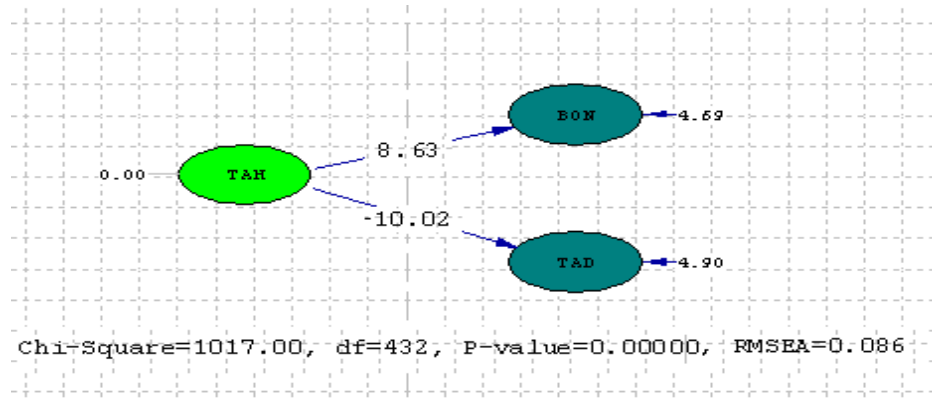 BON
4.69
8.63
0.00
TAH
-10.02
TAD
4.90
Chi-Square=1017.00, df=432, P-value=0.00000, RMSEA=0.086